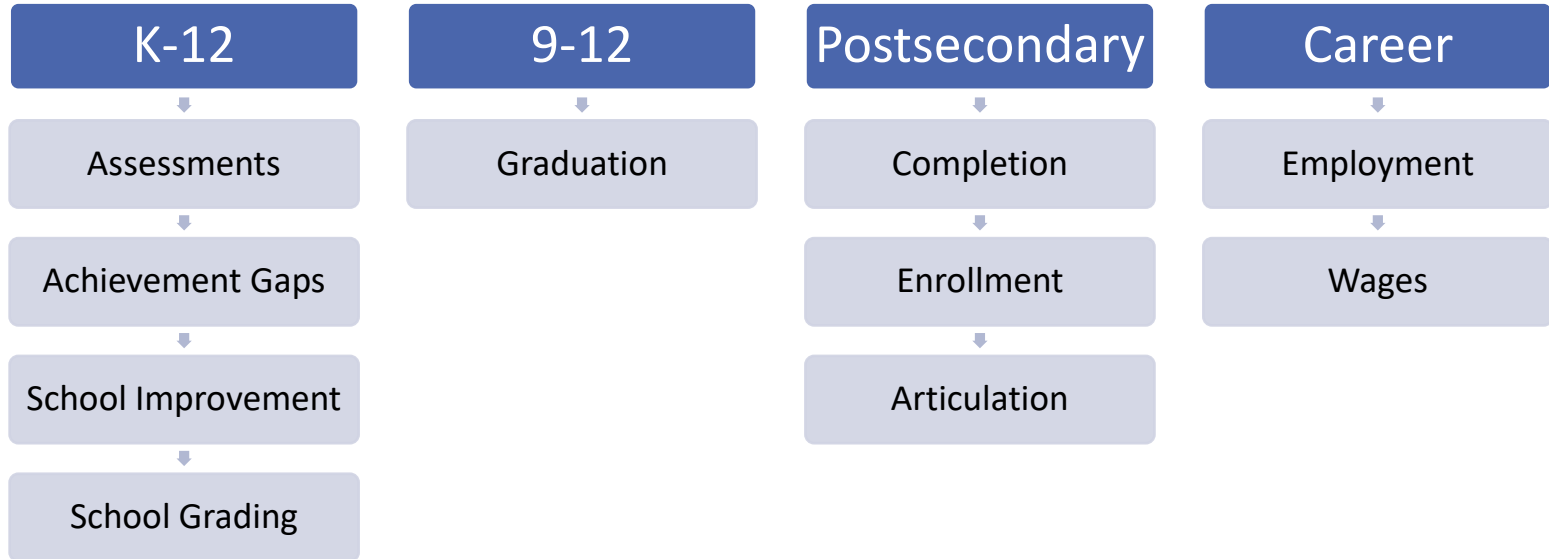 K-12
Assessments
Achievement Gaps
School Improvement
School Grading
9-12
Graduation
Postsecondary
Completion
Enrollment
Articulation
Career
Employment
Wages